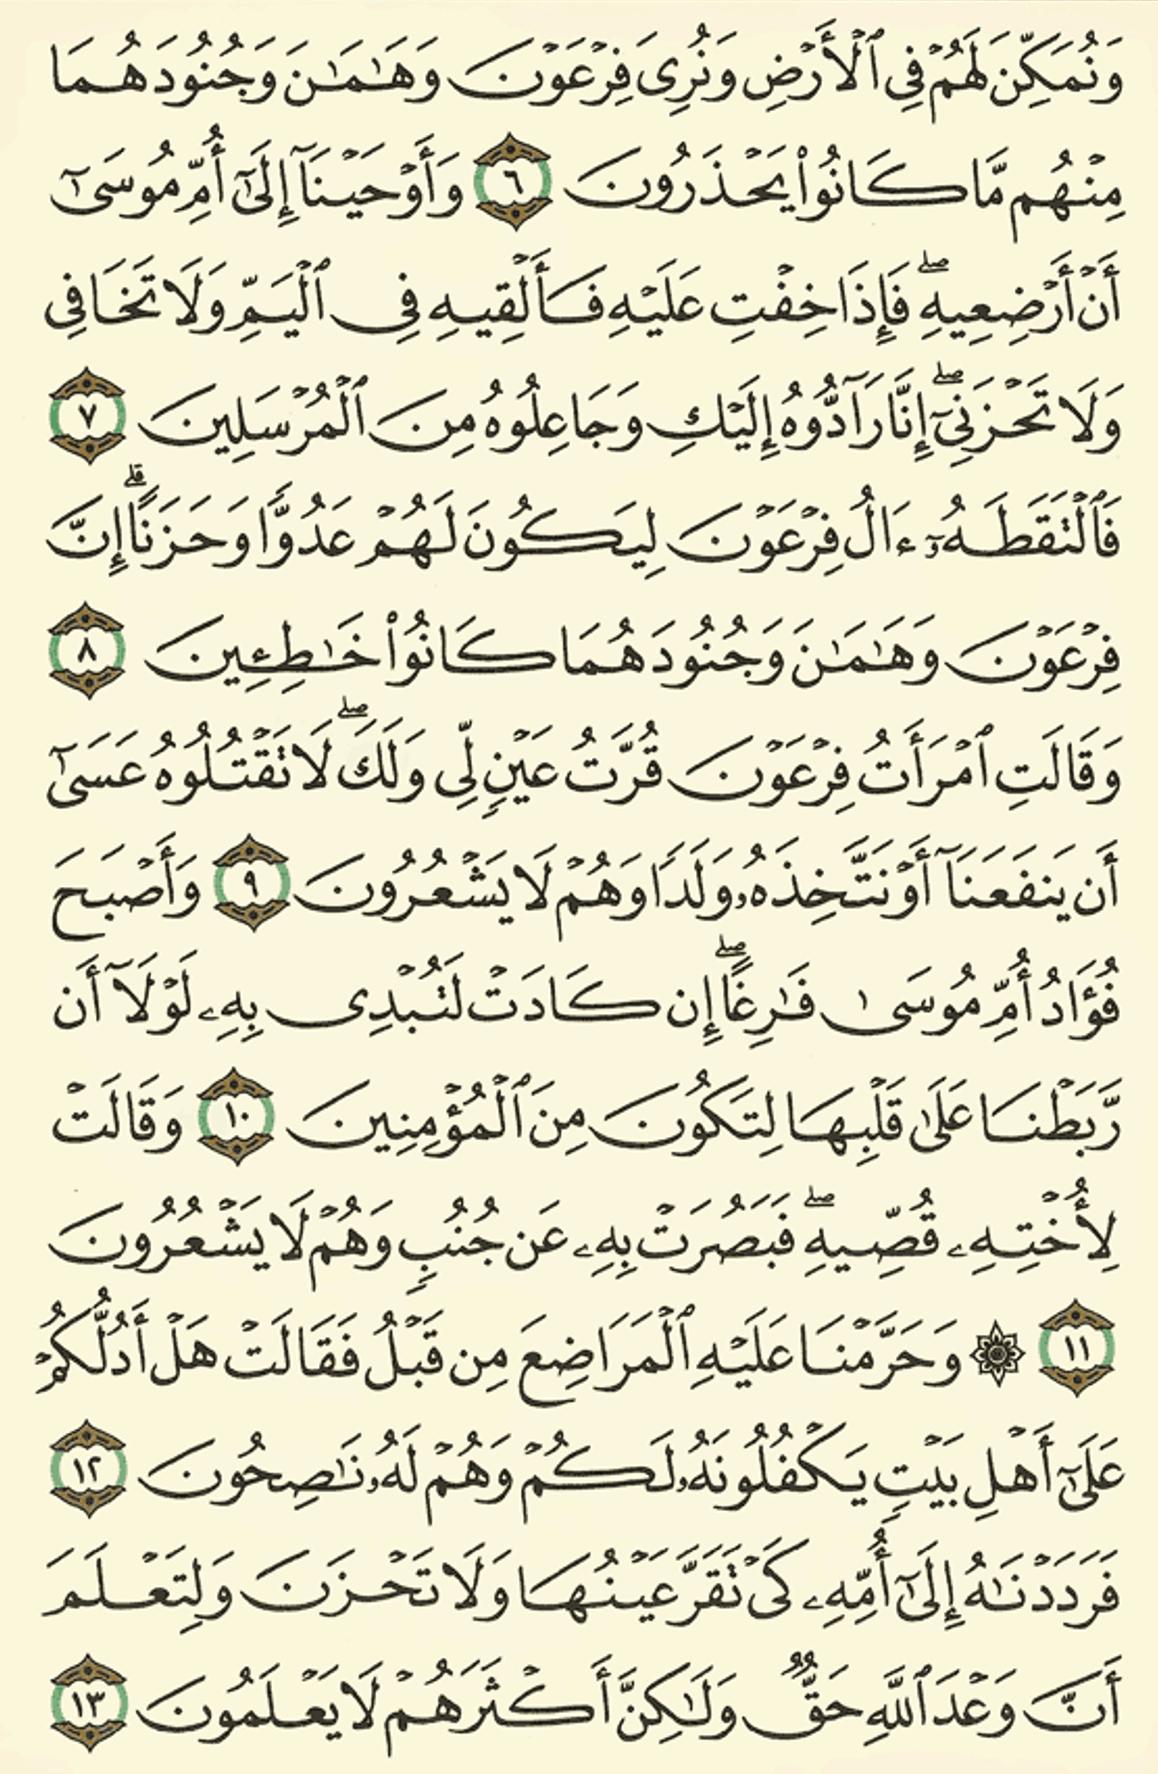 وَنُمَكِّنَ لَهُمۡ فِى ٱلۡأَرۡضِ وَنُرِىَ فِرۡعَوۡنَ وَهَـٰمَـٰنَ وَجُنُودَهُمَا
مِنۡهُم مَّا كَانُواْ يَحۡذَرُونَ ٦ وَأَوۡحَيۡنَآ إِلَىٰٓ أُمِّ مُوسَىٰٓ
أَنۡ أَرۡضِعِيهِۖ فَإِذَا خِفۡتِ عَلَيۡهِ فَأَلۡقِيهِ فِى ٱلۡيَمِّ وَلَا تَخَافِى
وَلَا تَحۡزَنِىٓۖ إِنَّا رَآدُّوهُ إِلَيۡكِ وَجَاعِلُوهُ مِنَ ٱلۡمُرۡسَلِينَ ٧
فَٱلۡتَقَطَهُۥٓ ءَالُ فِرۡعَوۡنَ لِيَكُونَ لَهُمۡ عَدُوًّا وَحَزَنًاۗ إِنَّ
فِرۡعَوۡنَ وَهَـٰمَـٰنَ وَجُنُودَهُمَا كَانُواْ خَـٰطِـِٔينَ ٨
وَقَالَتِ ٱمۡرَأَتُ فِرۡعَوۡنَ قُرَّتُ عَيۡنٍ لِّى وَلَكَۖ لَا تَقۡتُلُوهُ عَسَىٰٓ
أَن يَنفَعَنَآ أَوۡ نَتَّخِذَهُۥ وَلَدًا وَهُمۡ لَا يَشۡعُرُونَ ٩ وَأَصۡبَحَ
فُؤَادُ أُمِّ مُوسَىٰ فَـٰرِغًاۖ إِن كَادَتۡ لَتُبۡدِى بِهِۦ لَوۡلَآ أَن
رَّبَطۡنَا عَلَىٰ قَلۡبِهَا لِتَكُونَ مِنَ ٱلۡمُؤۡمِنِينَ ١٠ وَقَالَتۡ
لِأُخۡتِهِۦ قُصِّيهِۖ فَبَصُرَتۡ بِهِۦ عَن جُنُبٍ وَهُمۡ لَا يَشۡعُرُونَ
١١ ۞ وَحَرَّمۡنَا عَلَيۡهِ ٱلۡمَرَاضِعَ مِن قَبۡلُ فَقَالَتۡ هَلۡ أَدُلُّكُمۡ
عَلَىٰٓ أَهۡلِ بَيۡتٍ يَكۡفُلُونَهُۥ لَكُمۡ وَهُمۡ لَهُۥ نَـٰصِحُونَ ١٢
فَرَدَدۡنَـٰهُ إِلَىٰٓ أُمِّهِۦ كَىۡ تَقَرَّ عَيۡنُهَا وَلَا تَحۡزَنَ وَلِتَعۡلَمَ
أَنَّ وَعۡدَ ٱللَّهِ حَقٌّ وَلَـٰكِنَّ أَكۡثَرَهُمۡ لَا يَعۡلَمُونَ ١٣